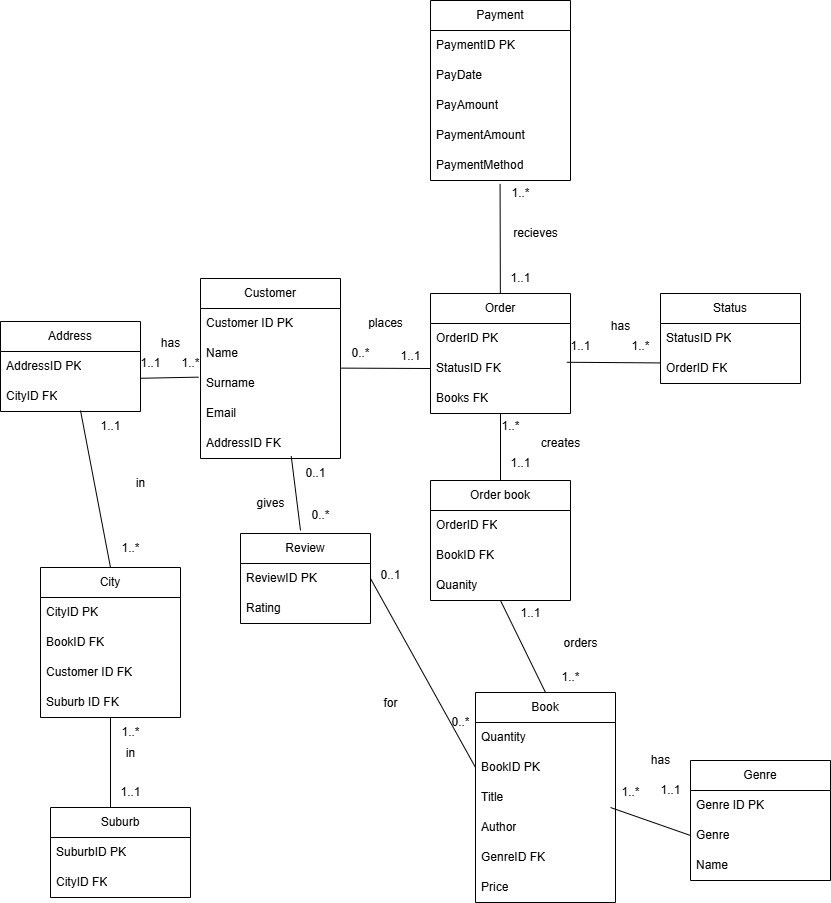 Payment
PaymentID PK
PayDate
PayAmount
PaymentAmount
PaymentMethod
1..*
recieves
1..1
Customer
Customer ID PK
Name
Surname
Email
AddressID FK
places
0..*
1..1
Order
OrderID PK
StatusID FK
Books FK
has
1..1
1..*
Status
StatusID PK
OrderID FK
Address
AddressID PK
CityID FK
has
1..1
1..*
1..1
in
1..*
0..1
gives
0..*
1..*
creates
1..1
Order book
OrderID FK
BookID FK
Quanity
Review
ReviewID PK
Rating
0..1
for
0..*
City
CityID PK
BookID FK
Customer ID FK
Suburb ID FK
1..*
in
1..1
1..1
orders
1..*
Book
Quantity
BookID PK
Title
Author
GenreID FK
Price
has
1..*
1..1
Genre
Genre ID PK
Genre
Name
Suburb
SuburbID PK
CityID FK